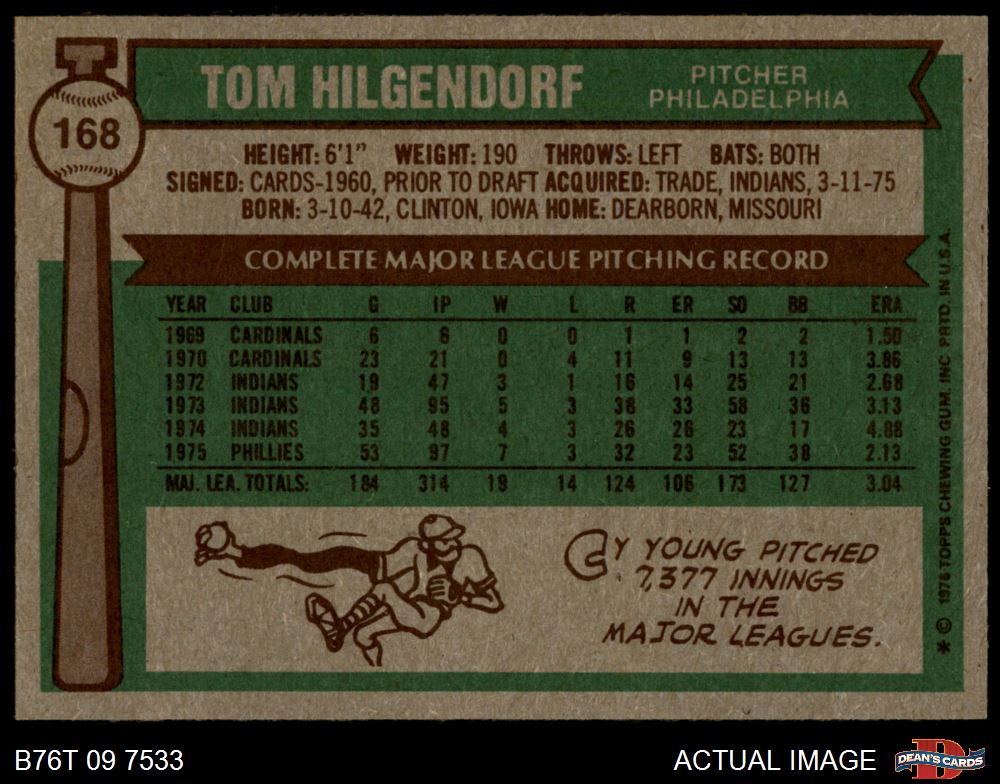 T
168
TOM HILGENDORF
PITCHER
PHILADELPHIA
HEIGHT: 6'1" WEIGHT: 190 THROWS: LEFT BATS: BOTH
SIGNED: CARDS-1960, PRIOR TO DRAFT ACQUIRED: TRADE, INDIANS, 3-11-75
BORN: 3-10-42, CLINTON, IOWA HOME: DEARBORN, MISSOURI
COMPLETE MAJOR LEAGUE PITCHING RECORD
YEAR CLUB G IP W L R ER SO BB ERA
1969 CARDINALS 6 6 0 0 1 1 2 2 1.50
1970 CARDINALS 23 21 0 4 11 9 13 13 3.86
1972 INDIANS 19 47 3 1 16 14 25 21 2.68
1973 INDIANS 48 95 5 3 38 33 58 36 3.13
1974 INDIANS 35 48 4 3 26 26 23 17 4.88
1975 PHILLIES 53 97 7 3 32 23 52 38 2.13
MAJ. LEA. TOTALS: 184 314 19 14 124 106 173 127 3.04
CY YOUNG PITCHED
7,377 INNINGS
IN THE
MAJOR LEAGUES.
* © 1976 TOPPS CHEWING GUM, INC PRTD. IN U.S.A.
B76T 09 7533
ACTUAL IMAGE
D
DEAN'S CARDS